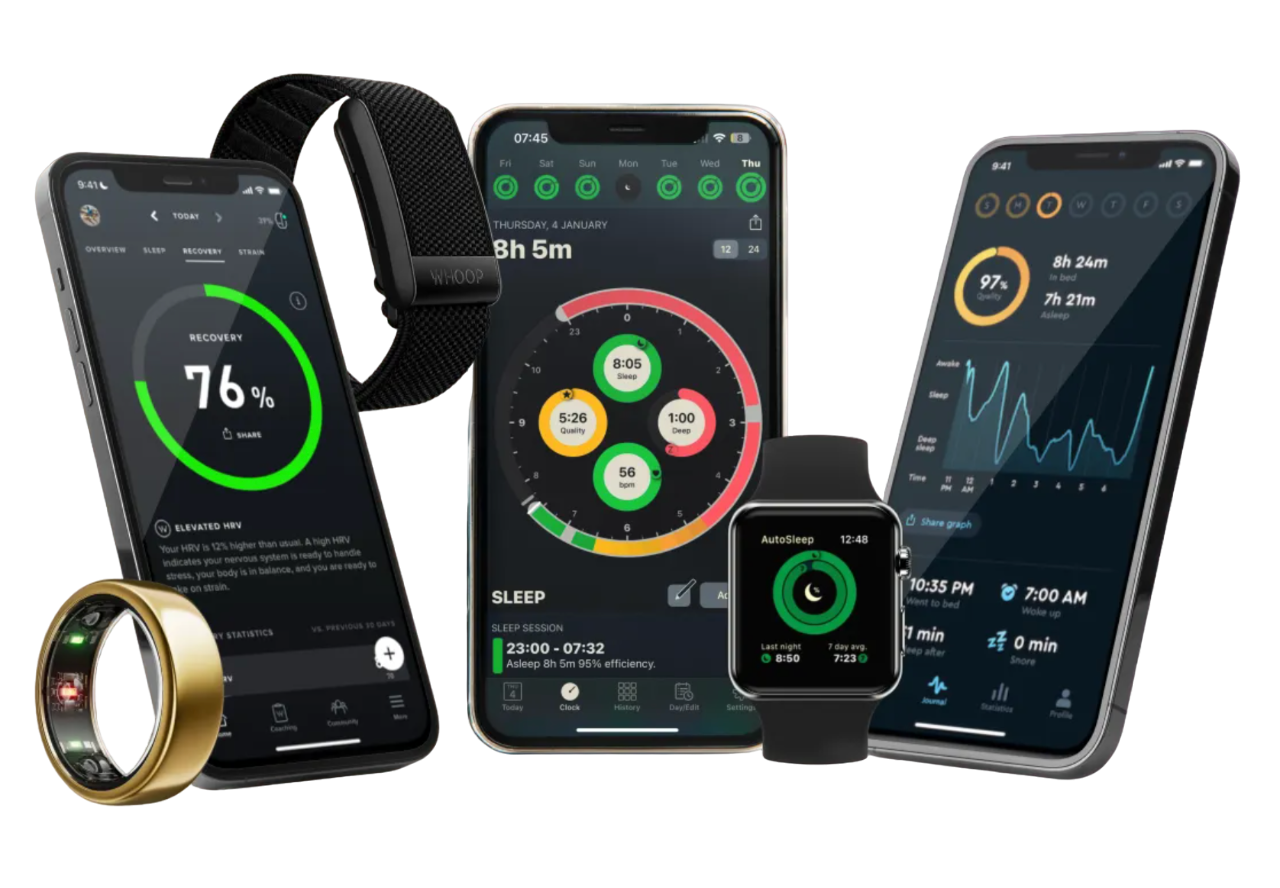 9:41
TODAY
OVERVIEW SLEEP RECOVERY STRAIN
RECOVERY
76%
SHARE
W ELEVATED HRV
Your HRV is 12% higher than usual. A high HRV
indicates your nervous system is ready to handle
stress, your body is in balance, and you are ready to
on strain.
STATISTICS VS. PREVIOUS 30 DAYS
+
Coaching Community More
WHOOP
07:45
Fri Sat Sun Mon Tue Wed Thu
THURSDAY, 4 JANUARY
8h 5m
12 24
0
23 1
8:05
Sleep
10 2
5:26
Quality
1:00
Deep
9 3
56
bpm
8 4
7 5
6
SLEEP
SLEEP SESSION
23:00 - 07:32
Asleep 8h 5m 95% efficiency.
4
Today Clock History Day/Edit
AutoSleep 12:48
Last night 7 day avg.
8:50 7:23
9:41
S M T W T F S
97%
Quality
8h 24m
In bed
7h 21m
Asleep
Awake
Sleep
Deep
sleep
Time 11 PM 12 AM 1 2 3 4 5 6
Share graph
10:35 PM 7:00 AM
Went to bed Wake up
min 0 min
after Snore
Journal Statistics Profile